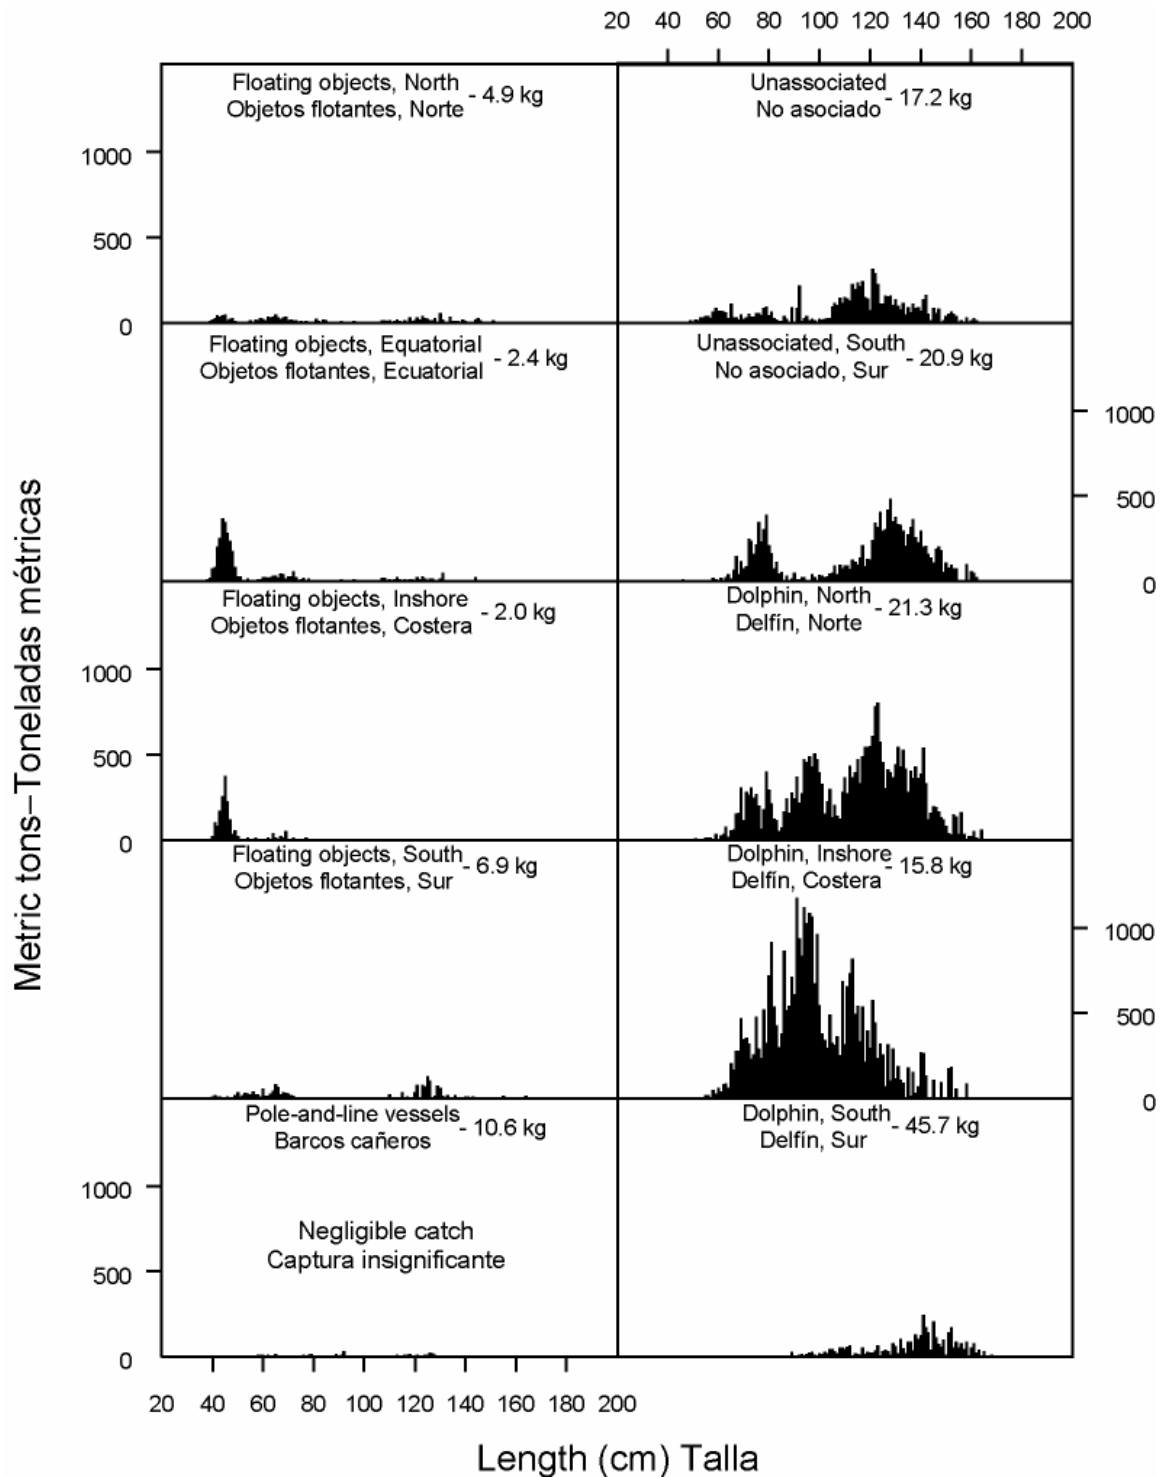 20 40 60 80 100 120 140 160 180 200
Floating objects, North
Objetos flotantes, Norte
- 4.9 kg
Unassociated
No asociado
- 17.2 kg
1000
500
0
Floating objects, Equatorial
Objetos flotantes, Ecuatorial
- 2.4 kg
Unassociated, South
No asociado, Sur
- 20.9 kg
1000
500
0
Floating objects, Inshore
Objetos flotantes, Costera
- 2.0 kg
Dolphin, North
Delfín, Norte
- 21.3 kg
1000
500
0
Floating objects, South
Objetos flotantes, Sur
- 6.9 kg
Dolphin, Inshore
Delfín, Costera
- 15.8 kg
1000
500
0
Pole-and-line vessels
Barcos cañeros
- 10.6 kg
Dolphin, South
Delfín, Sur
- 45.7 kg
1000
Negligible catch
Captura insignificante
500
0
20 40 60 80 100 120 140 160 180 200
Metric tons–Toneladas métricas
Length (cm) Talla